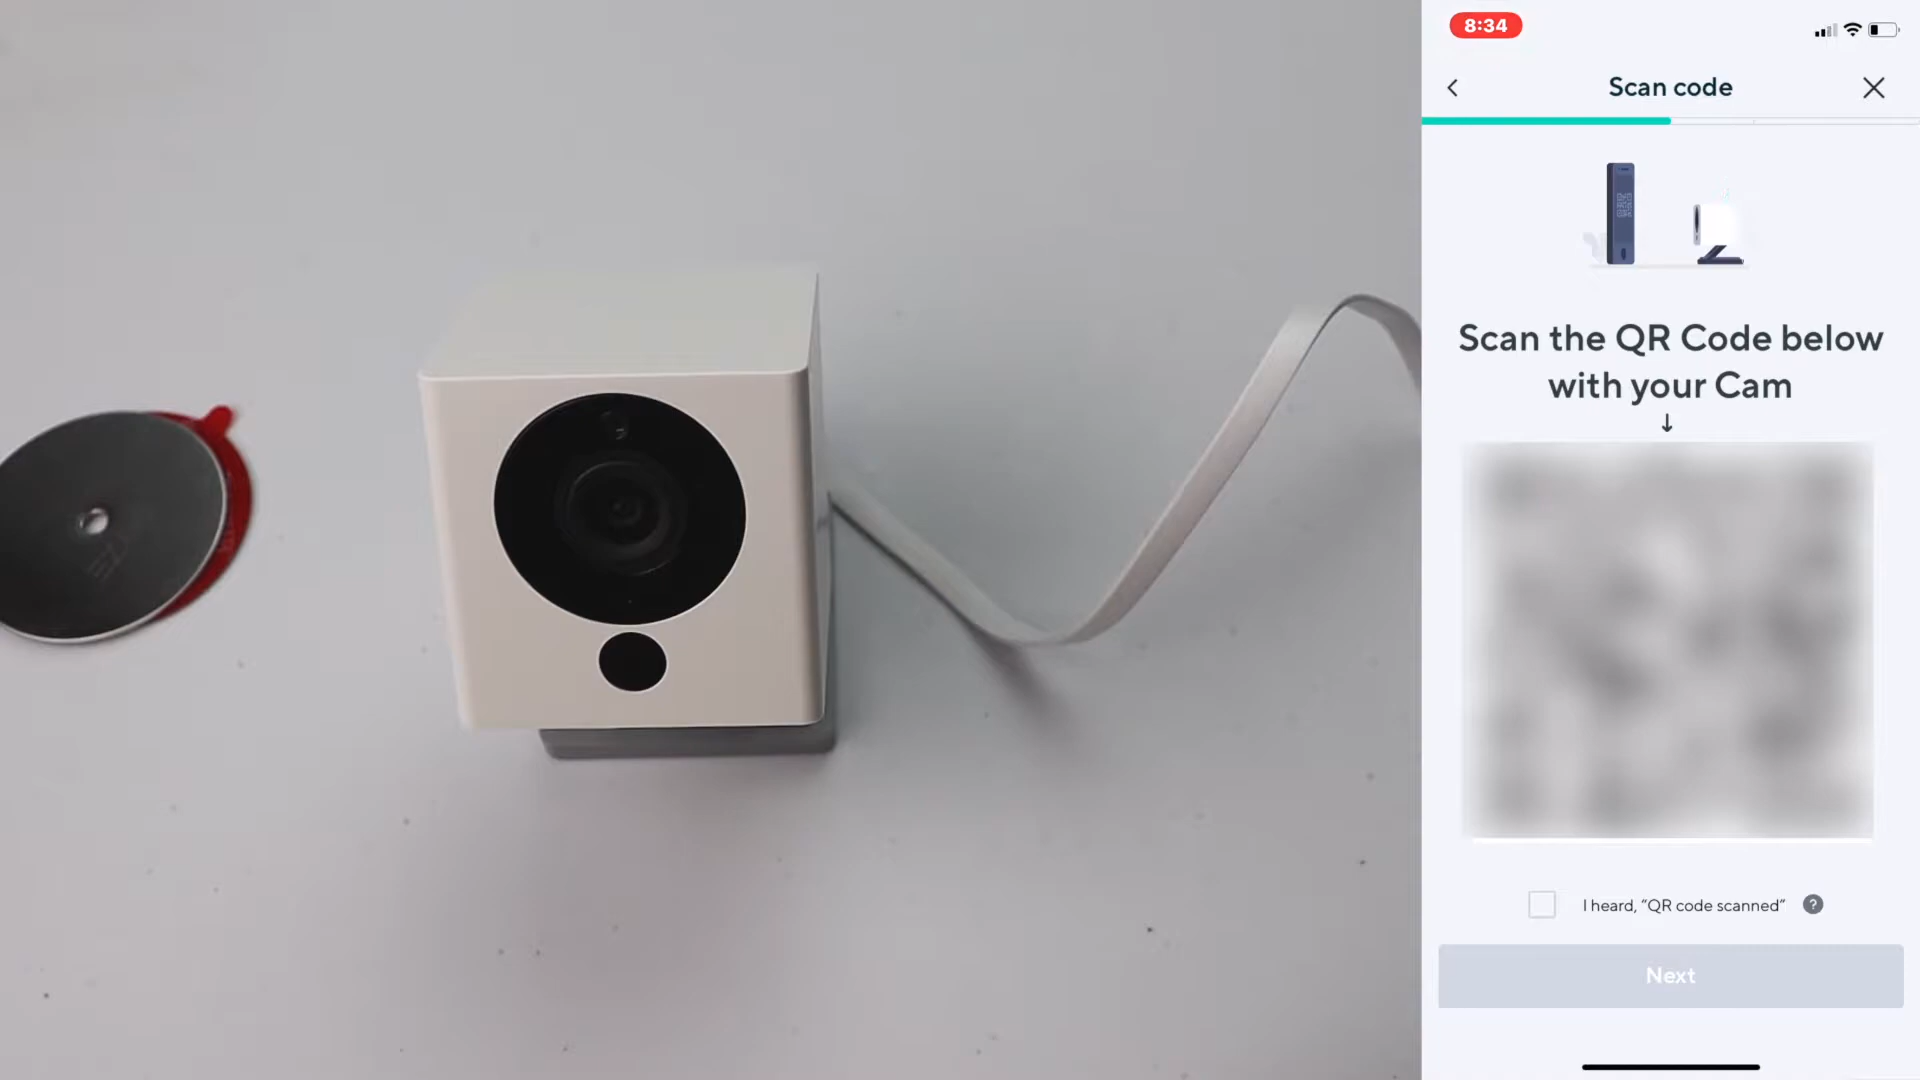 8:34
Scan code
Scan the QR Code below
with your Cam
↓
I heard, “QR code scanned”
?
Next